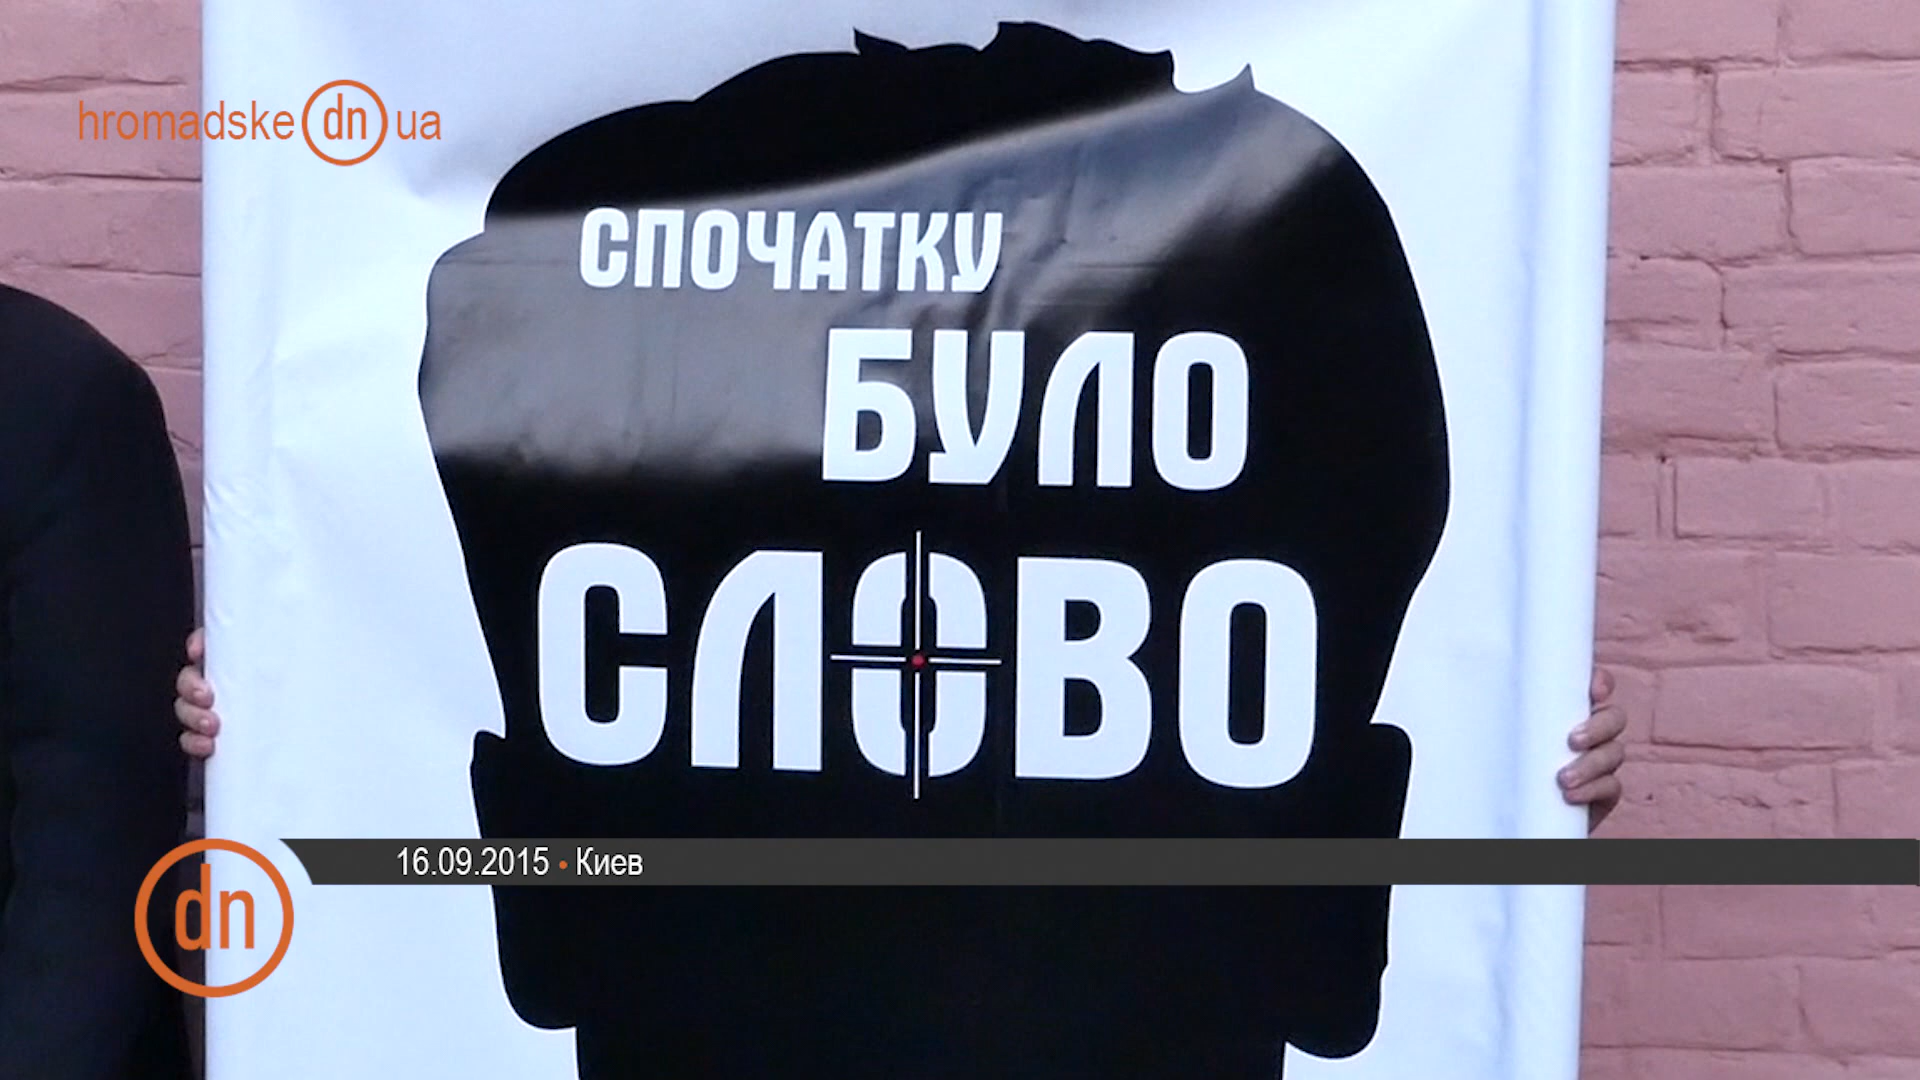 hromadske dn ua
СПОЧАТКУ
БУЛО
СЛОВО
16.09.2015 • Киев
dn